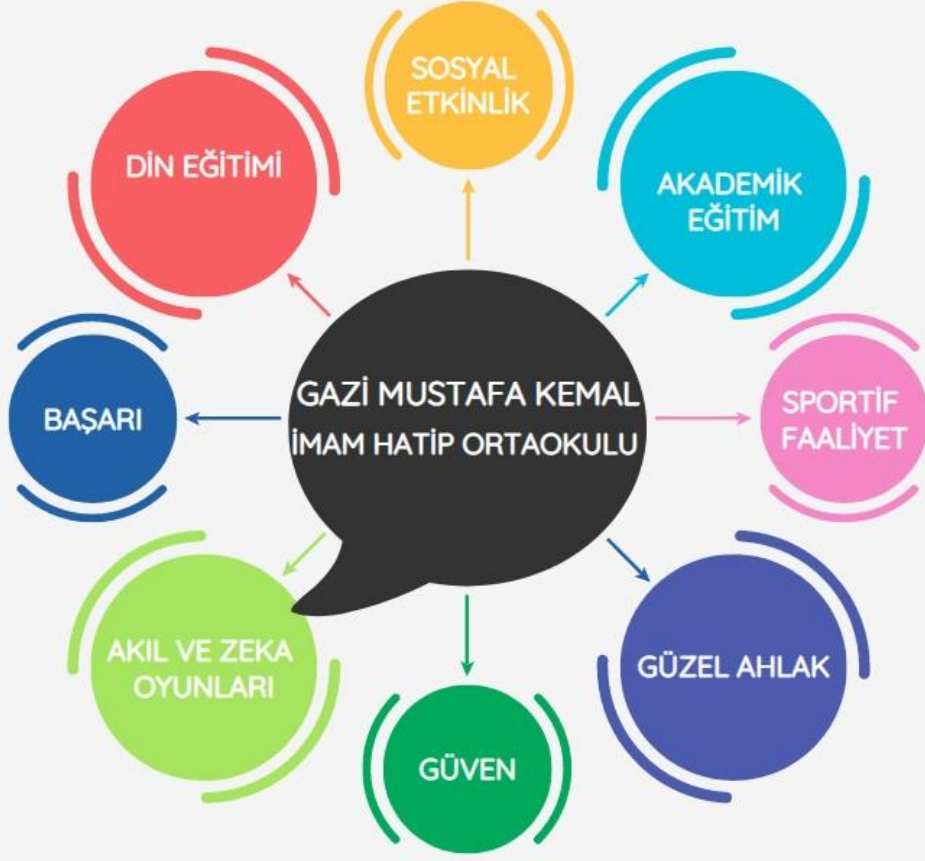 SOSYAL
ETKİNLİK
DİN EĞİTİMİ
AKADEMİK
EĞİTİM
GAZİ MUSTAFA KEMAL
İMAM HATİP ORTAOKULU
BAŞARI
SPORTİF
FAALİYET
AKIL VE ZEKA
OYUNLARI
GÜZEL AHLAK
GÜVEN